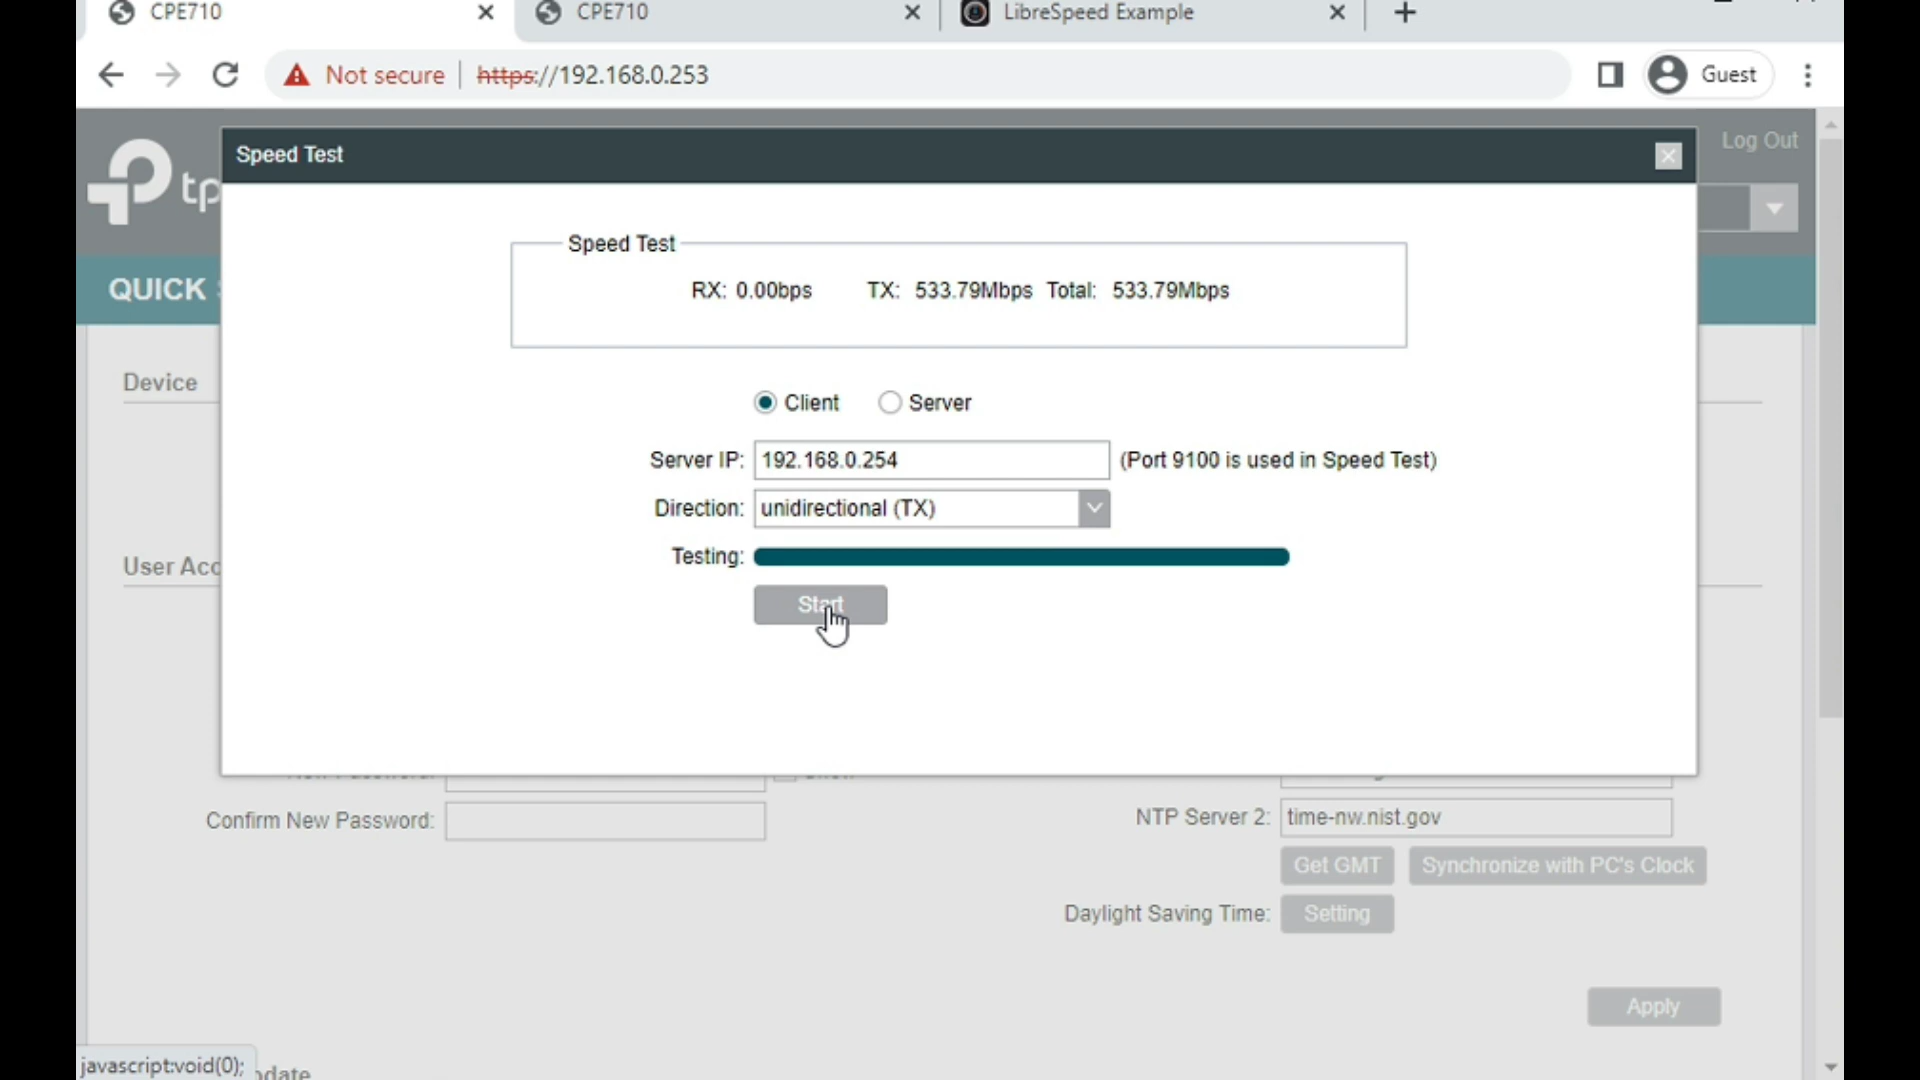 CPE710
CPE710
LibreSpeed Example
Not secure
https://192.168.0.253
Guest
Speed Test
Log Out
tp
QUICK
Speed Test
RX: 0.00bps TX: 533.79Mbps Total: 533.79Mbps
Device
Client Server
Server IP: 192.168.0.254 (Port 9100 is used in Speed Test)
Direction: unidirectional (TX)
User Acc
Testing:
Start
Confirm New Password:
NTP Server 2: time-nw.nist.gov
Get GMT Synchronize with PC's Clock
Daylight Saving Time: Setting
Apply
javascript:void(0);